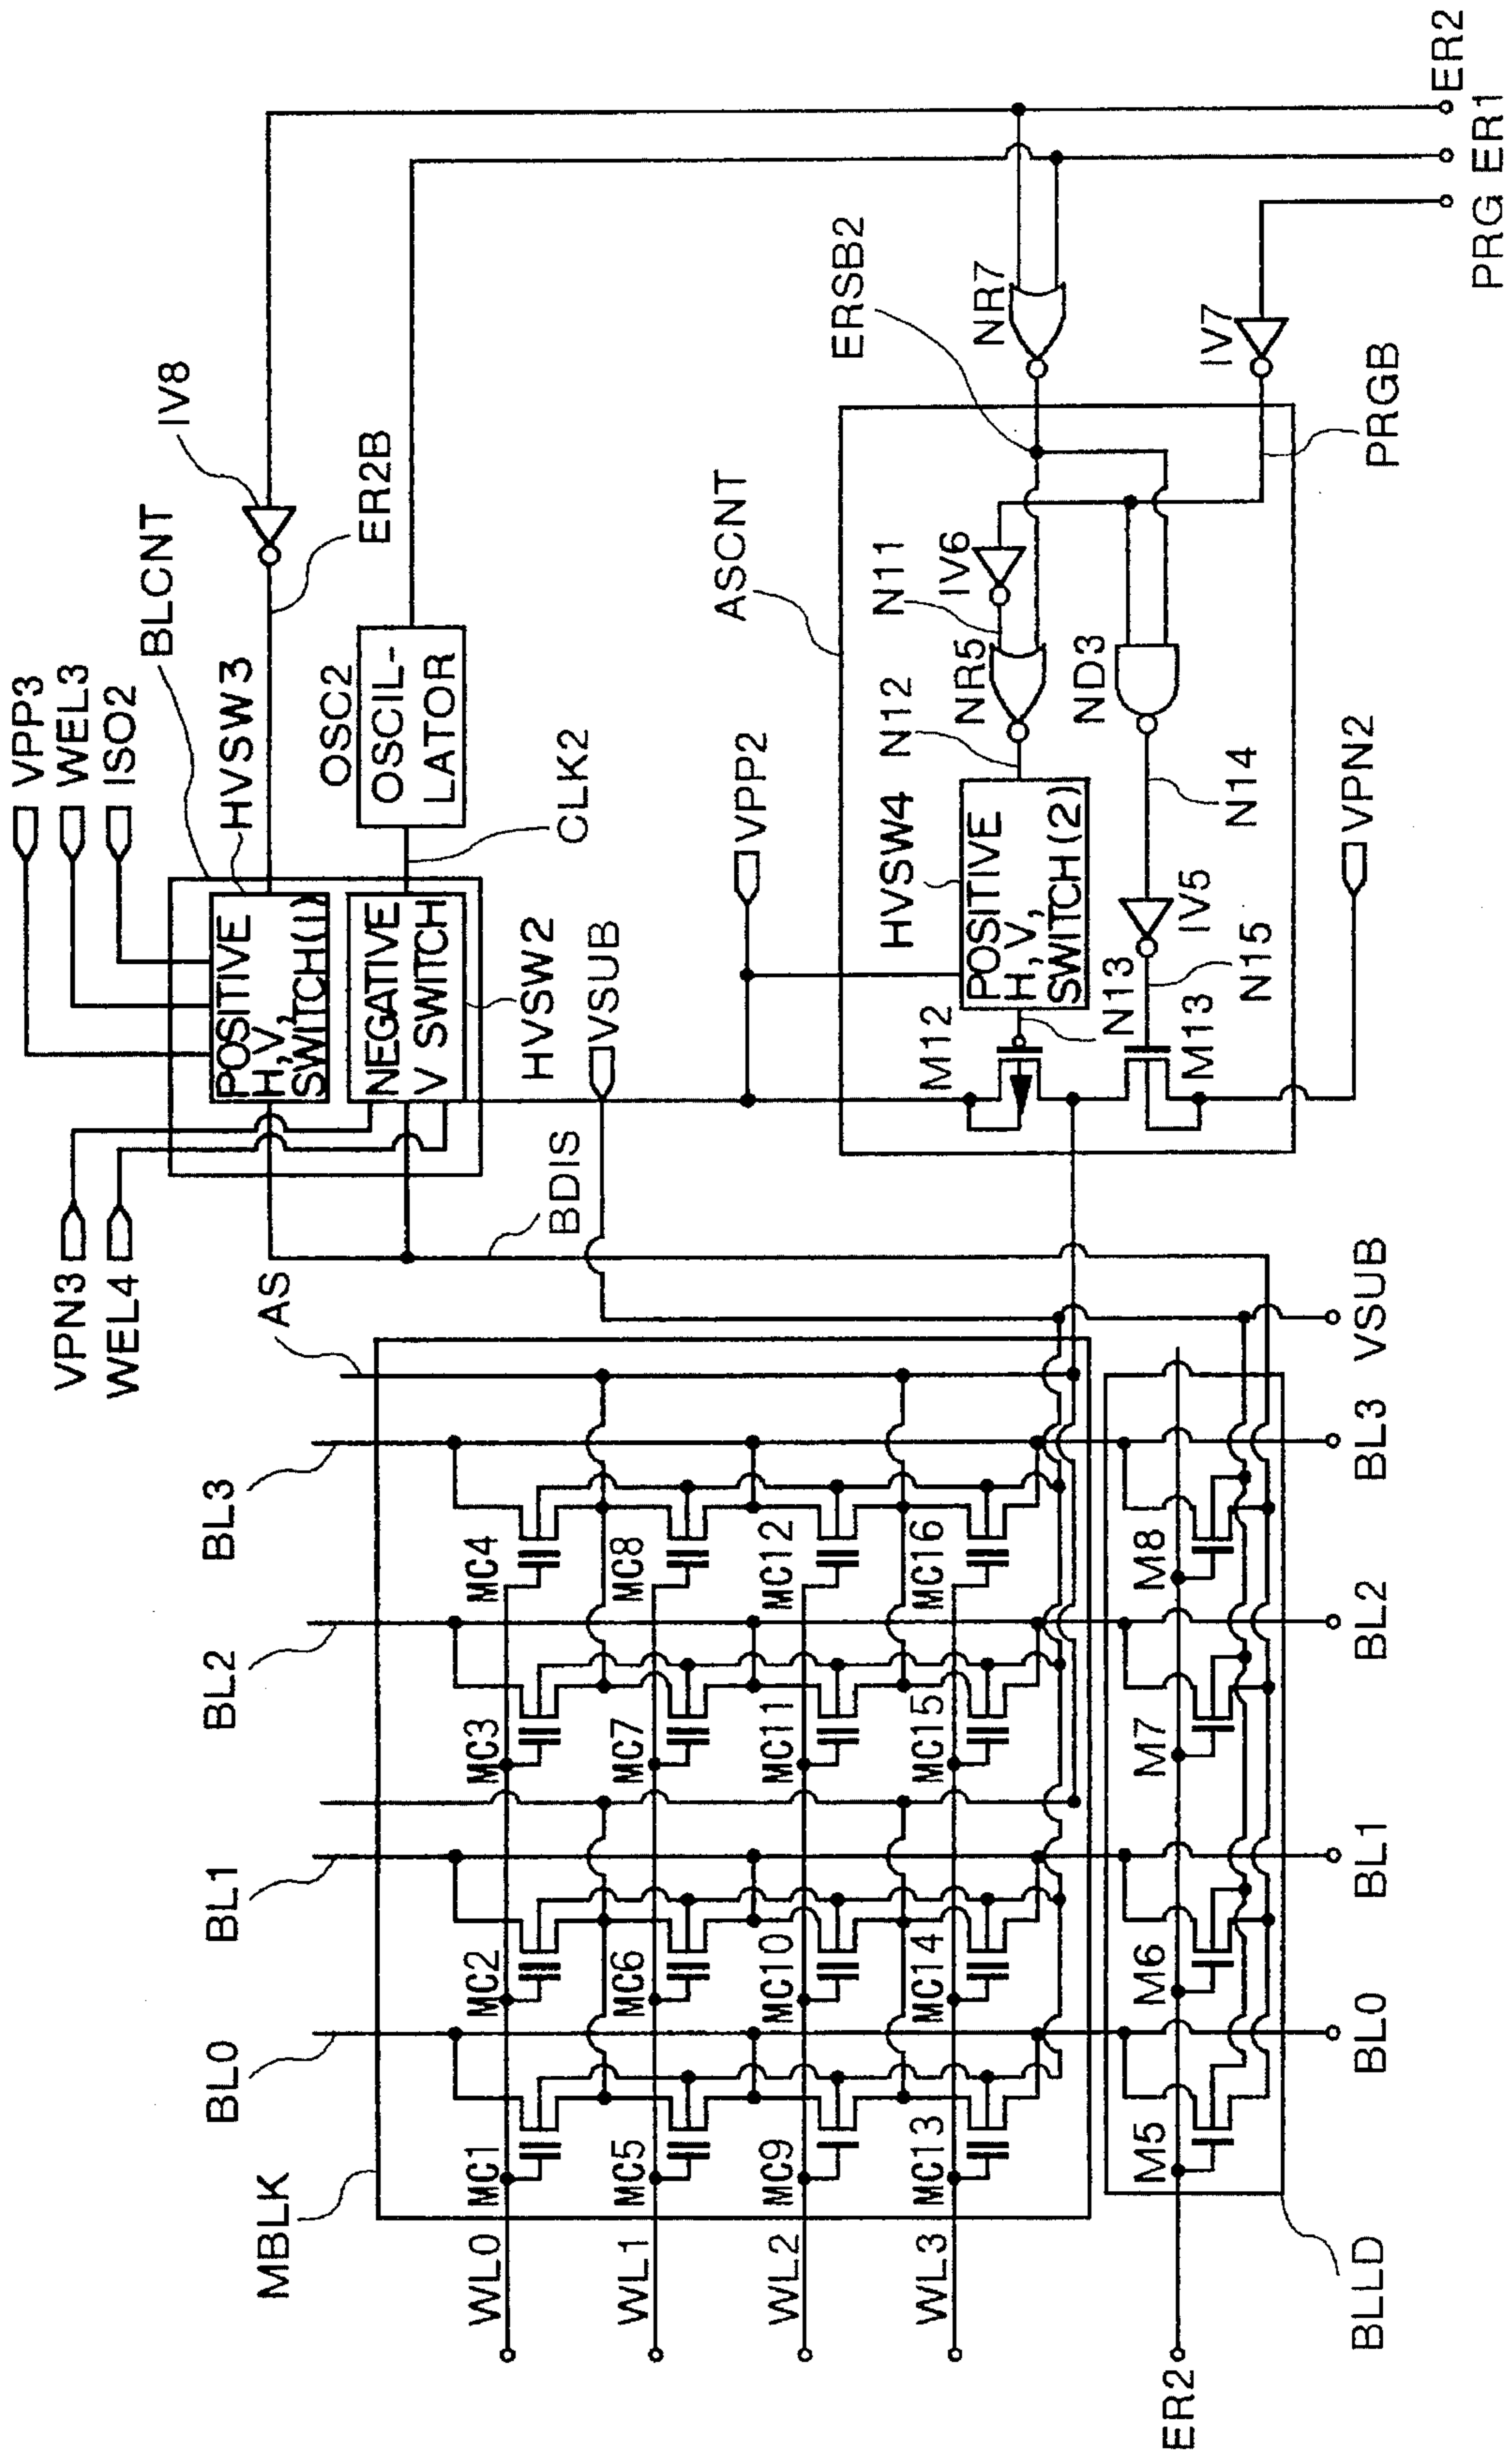 VPP3
WEL3
ISO2
BLCNT
HVSW3
POSITIVE
H,V,
SWITCH(1)
IV8
ER2B
OSC2
OSCIL-
LATOR
CLK2
NEGATIVE
V SWITCH
HVSW2
VSUB
VPN3
WEL4
AS
BDIS
VPP2
ASCNT
ERSB2
NR7
HVSW4
POSITIVE
H,V,
SWITCH(2)
M12
N13
N12
NR5
N11
IV6
ND3
N14
IV5
N15
M13
VPN2
IV7
PRGB
PRG
ER1
ER2
MBLK
BL0
BL1
BL2
BL3
WL0
MC1
MC2
MC3
MC4
WL1
MC5
MC6
MC7
MC8
WL2
MC9
MC10
MC11
MC12
WL3
MC13
MC14
MC15
MC16
ER2
M5
M6
M7
M8
BLLD
BL0
BL1
BL2
BL3
VSUB